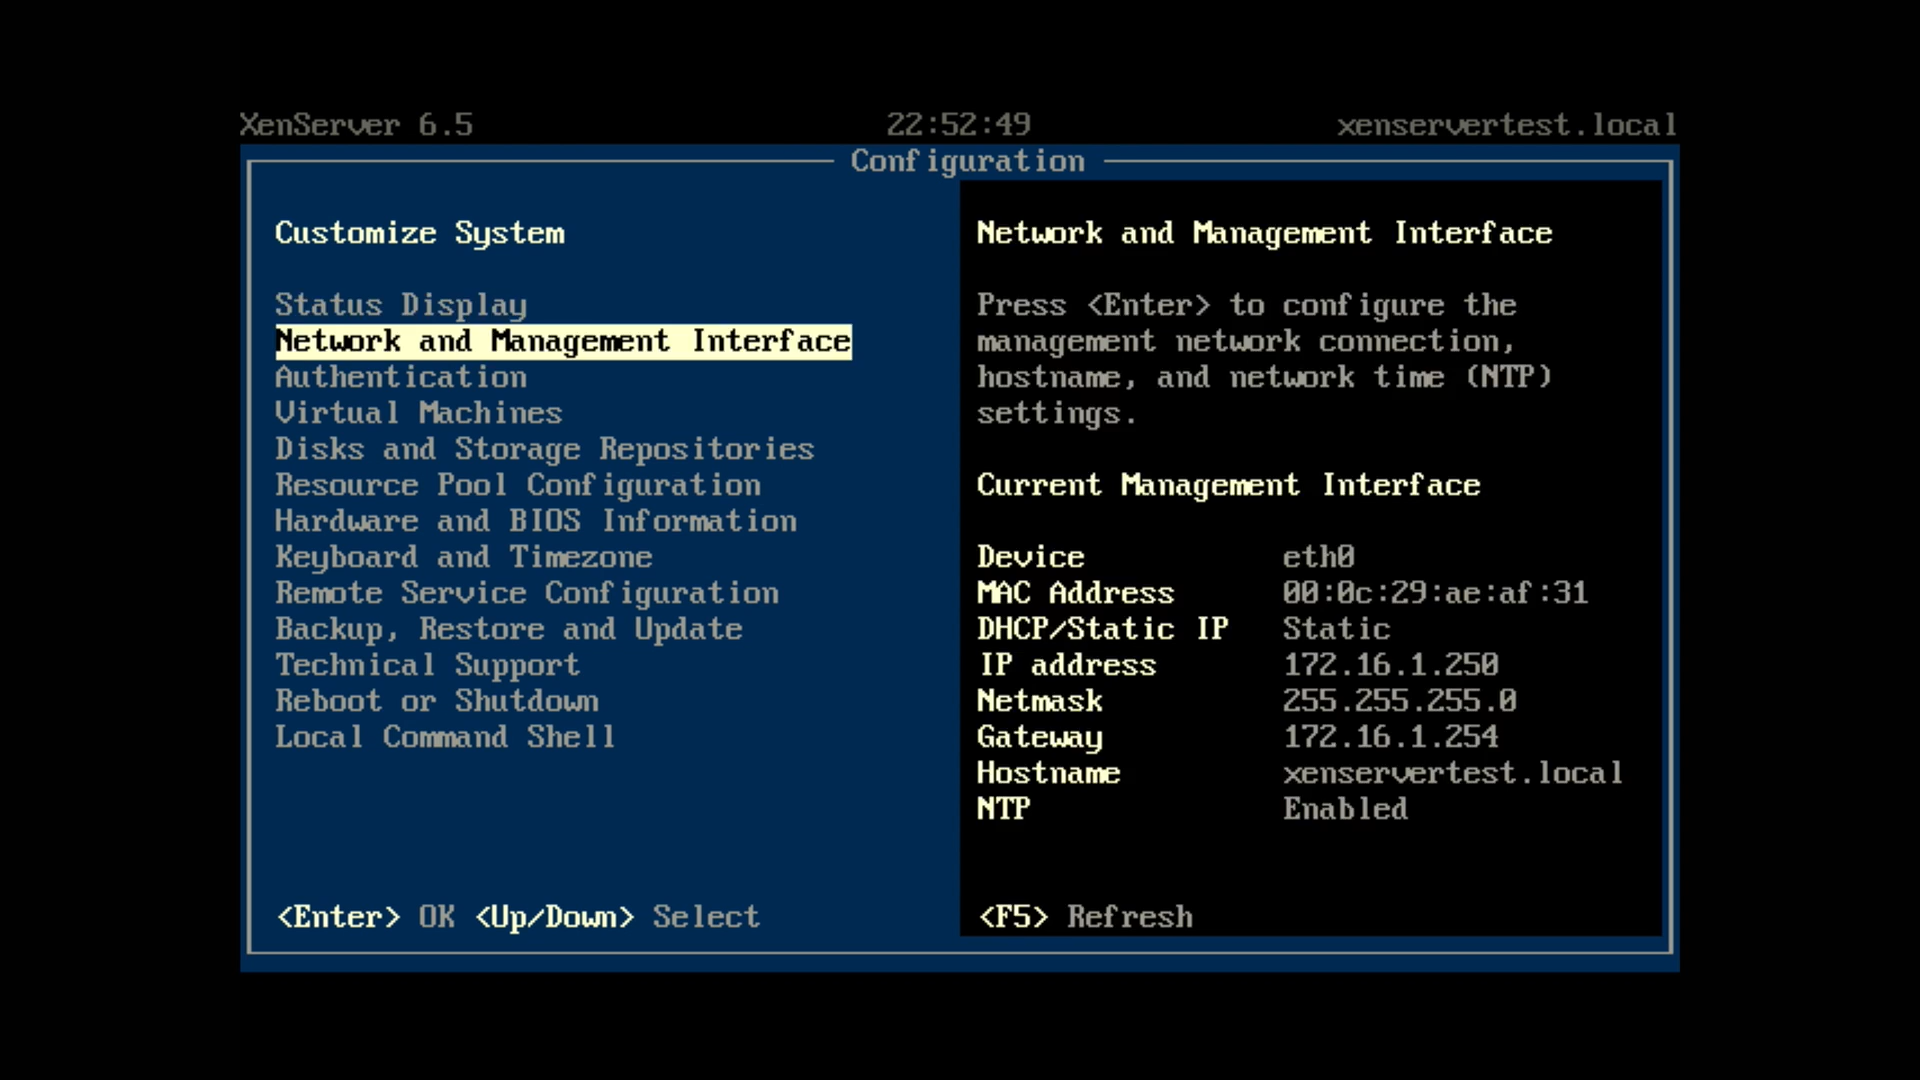 XenServer 6.5 22:52:49 xenservertest.local
Configuration
Customize System
Status Display
Network and Management Interface
Authentication
Virtual Machines
Disks and Storage Repositories
Resource Pool Configuration
Hardware and BIOS Information
Keyboard and Timezone
Remote Service Configuration
Backup, Restore and Update
Technical Support
Reboot or Shutdown
Local Command Shell
<Enter> OK <Up/Down> Select
Network and Management Interface
Press <Enter> to configure the
management network connection,
hostname, and network time (NTP)
settings.
Current Management Interface
Device eth0
MAC Address 00:0c:29:ae:af:31
DHCP/Static IP Static
IP address 172.16.1.250
Netmask 255.255.255.0
Gateway 172.16.1.254
Hostname xenservertest.local
NTP Enabled
<F5> Refresh